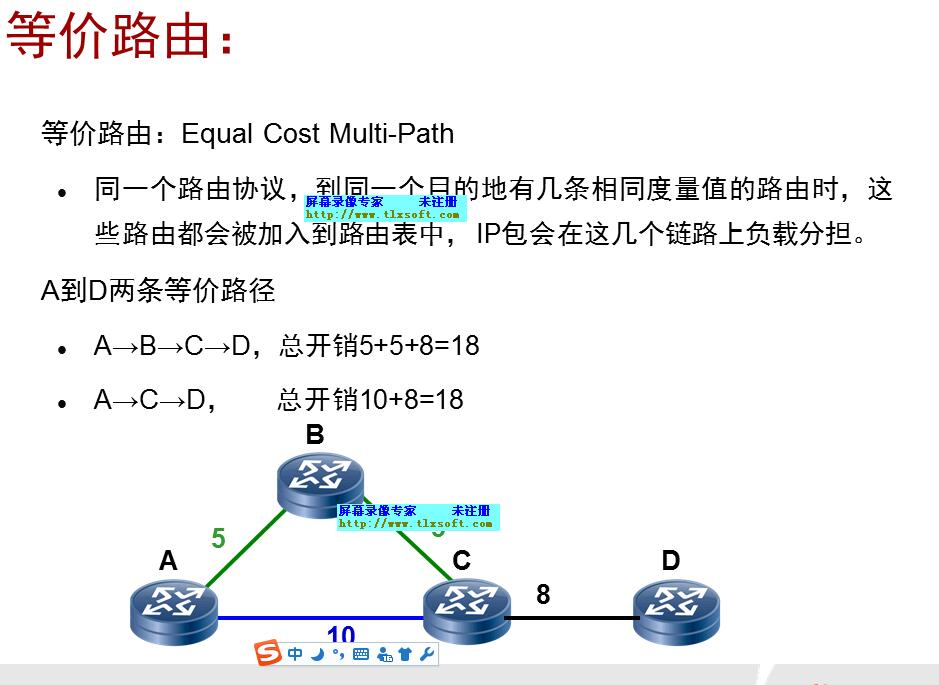 等价路由：
等价路由：Equal Cost Multi-Path
同一个路由协议，到同一个目的地有几条相同度量值的路由时，这
屏幕录像专家 未注册
http://www.tlxsoft.com
些路由都会被加入到路由表中， IP包会在这几个链路上负载分担。
A到D两条等价路径
A→B→C→D，总开销5+5+8=18
A→C→D， 总开销10+8=18
B
屏幕录像专家 未注册
http://www.tlxsoft.com
5
A
C
D
8
10
中